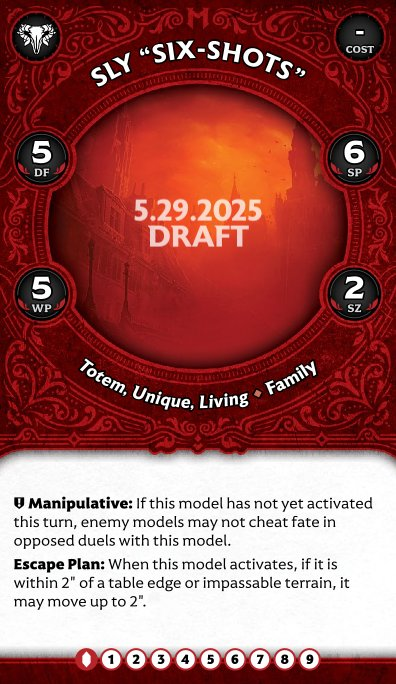 -
COST
SLY “SIX-SHOTS”
5
DF
6
SP
5.29.2025
DRAFT
5
WP
2
SZ
Totem, Unique, Living ♦ Family
Manipulative: If this model has not yet activated
this turn, enemy models may not cheat fate in
opposed duels with this model.
Escape Plan: When this model activates, if it is
within 2" of a table edge or impassable terrain, it
may move up to 2".
1 2 3 4 5 6 7 8 9